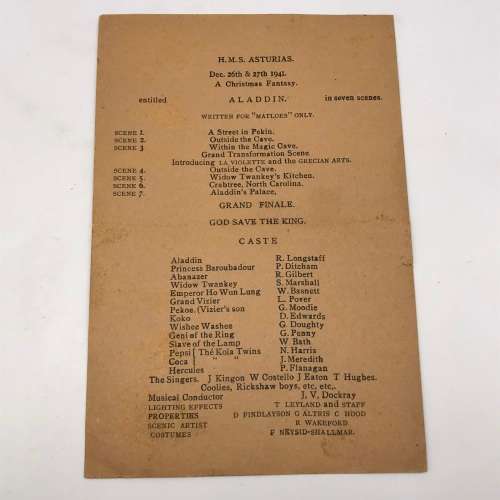 H.M.S. ASTURIAS.
Dec. 26th & 27th 1941.
A Christmas Fantasy.
entitled ALADDIN. in seven scenes.
WRITTEN FOR "MATLOES" ONLY.
SCENE 1. A Street in Pekin.
SCENE 2. Outside the Cave.
SCENE 3 Within the Magic Cave.
Grand Transformation Scene
Introducing LA VIOLETTE and the GRECIAN ARTS.
SCENE 4. Outside the Cave.
SCENE 5. Widow Twankey's Kitchen.
SCENE 6. Crabtree, North Carolina.
SCENE 7. Aladdin's Palace,
GRAND FINALE.
GOD SAVE THE KING.
CASTE
Aladdin R. Longstaff
Princess Baroubadour P. Ditcham
Abanazer R. Gilbert
Widow Twankey S. Marshall
Emperor Ho Wun Lung W. Basnett
Grand Vizier L. Power
Pekoe. (Vizier's son G. Moodie
Koko D. Edwards
Wishee Washee G. Doughty
Geni of the Ring G. Penny
Slave of the Lamp W. Bath
Pepsi [ Thé Kola Twins N. Harris
Coca [ " " " J. Meredith
Hercules P. Flanagan
The Singers. J Kingon W Costello J Eaton T Hughes.
Coolies, Rickshaw boys, etc, etc,.
Musical Conductor J. V. Dockray
LIGHTING EFFECTS T LEYLAND and STAFF
PROPERTIES D FINDLAYSON G ALTRIS C HOOD
SCENIC ARTIST R WAKEFORD
COSTUMES F NEYSID-SHALLMAR.